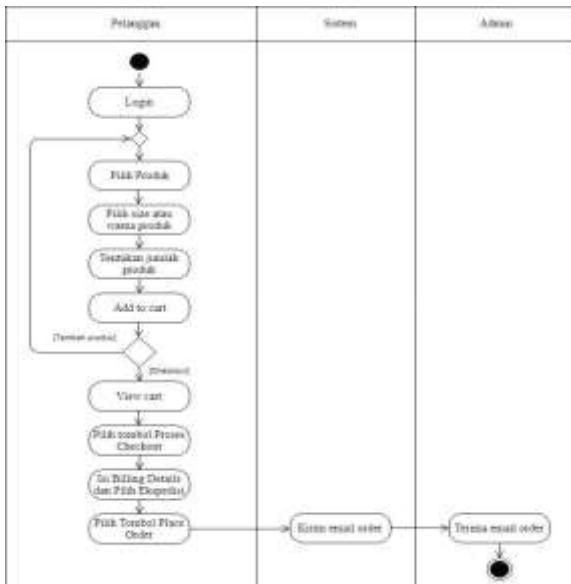 Pelanggan
Sistem
Admin
Login
Pilih Produk
Pilih size atau
warna produk
Tentukan jumlah
produk
Add to cart
[Tambah produk]
[Checkout]
View cart
Pilih tombol Proses
Checkout
Isi Billing Details
dan Pilih Ekspedisi
Pilih Tombol Place
Order
Kirim email order
Terima email order